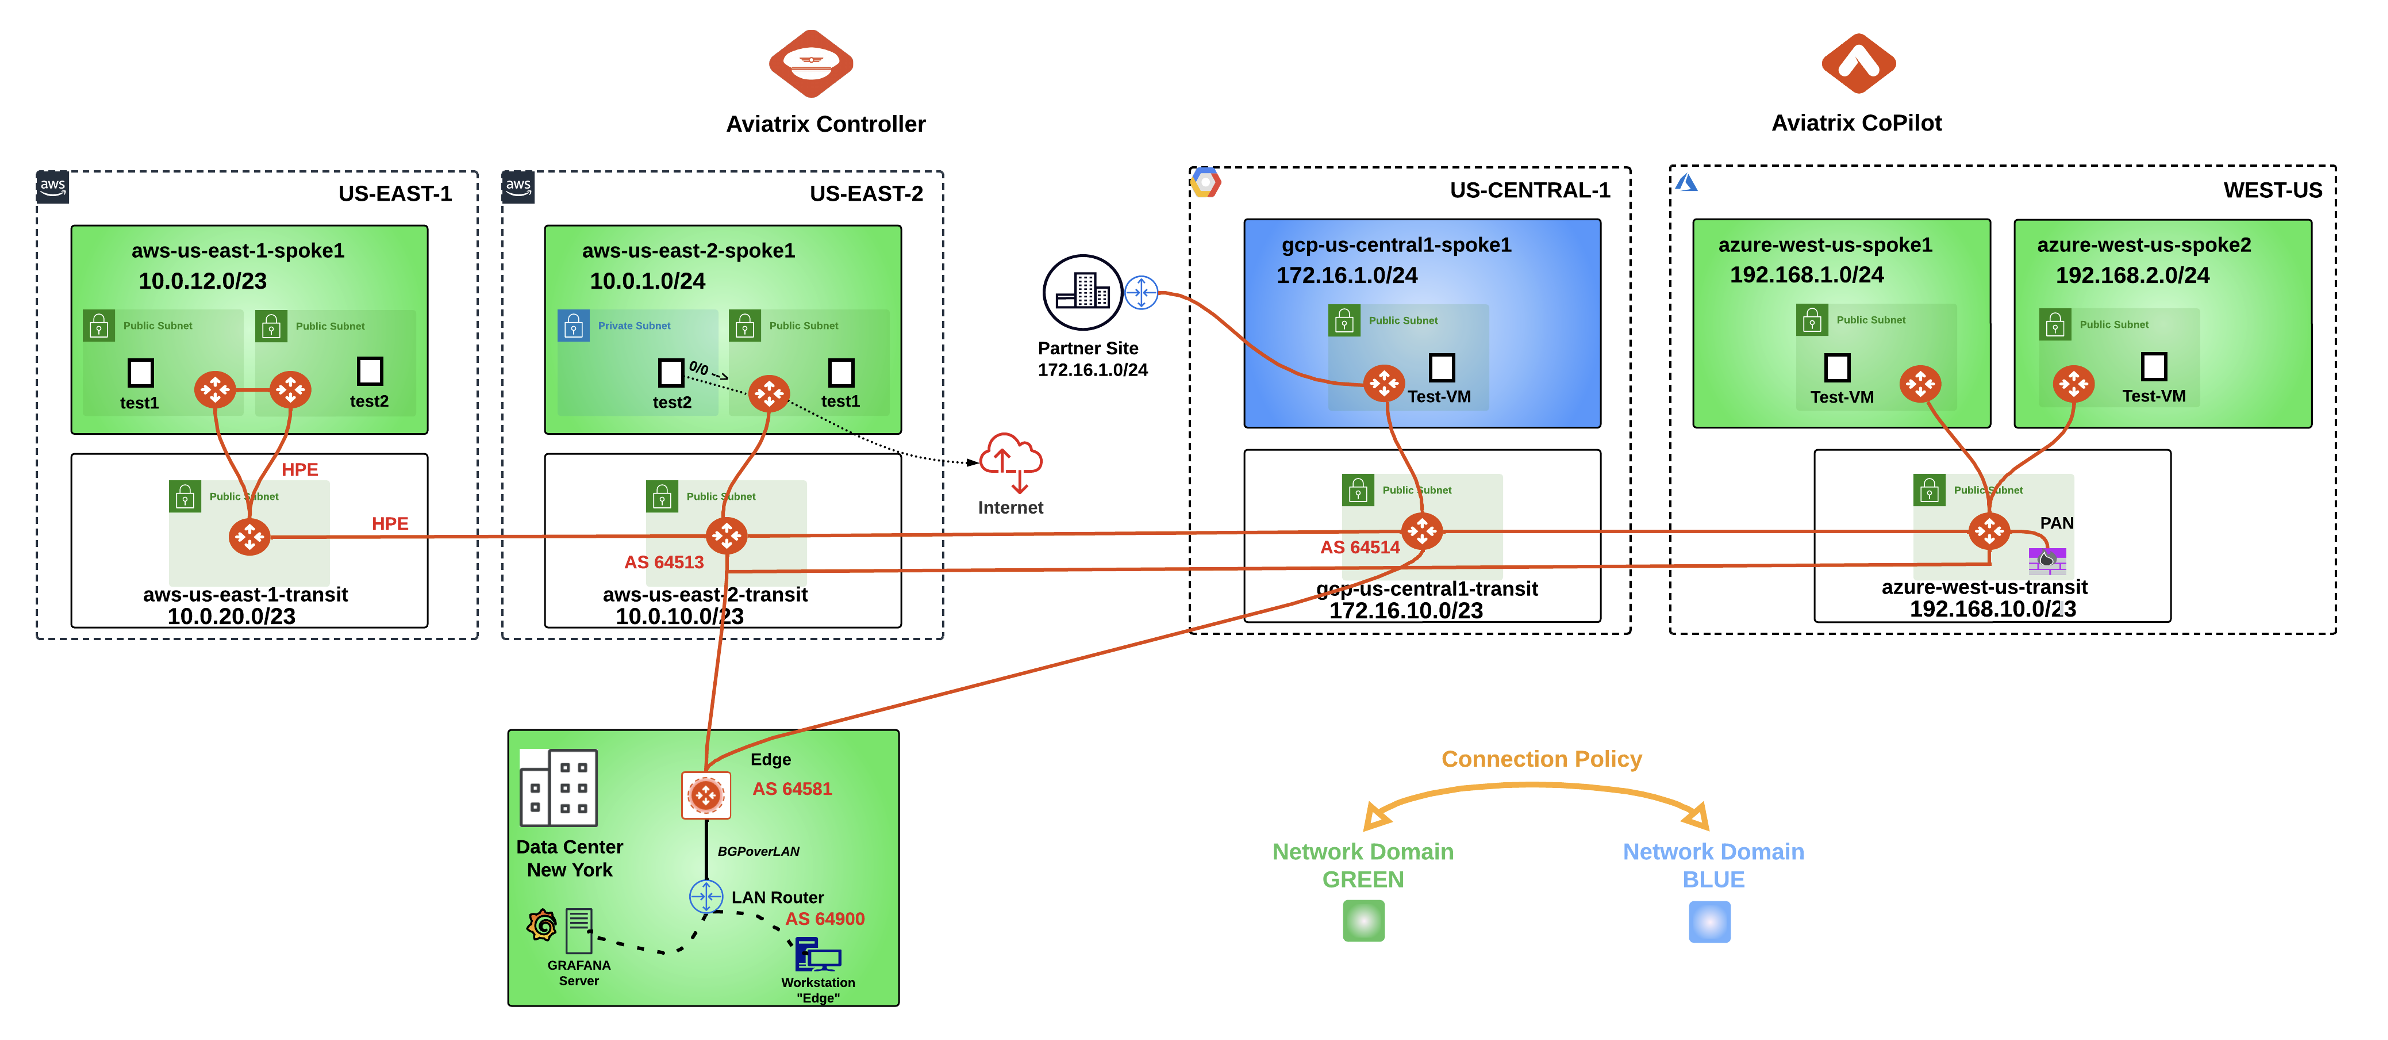 Aviatrix Controller
Aviatrix CoPilot
aws
US-EAST-1
aws-us-east-1-spoke1
10.0.12.0/23
Public Subnet
Public Subnet
test1
test2
HPE
Public Subnet
HPE
aws-us-east-1-transit
10.0.20.0/23
aws
US-EAST-2
aws-us-east-2-spoke1
10.0.1.0/24
Private Subnet
Public Subnet
0/0 -->
test2
test1
Public Subnet
AS 64513
aws-us-east-2-transit
10.0.10.0/23
Internet
Partner Site
172.16.1.0/24
US-CENTRAL-1
gcp-us-central1-spoke1
172.16.1.0/24
Public Subnet
Test-VM
Public Subnet
AS 64514
gcp-us-central1-transit
172.16.10.0/23
WEST-US
azure-west-us-spoke1
192.168.1.0/24
Public Subnet
Test-VM
azure-west-us-spoke2
192.168.2.0/24
Public Subnet
Test-VM
Public Subnet
PAN
azure-west-us-transit
192.168.10.0/23
Edge
AS 64581
Data Center
New York
BGPoverLAN
LAN Router
AS 64900
GRAFANA
Server
Workstation
"Edge"
Connection Policy
Network Domain
GREEN
Network Domain
BLUE